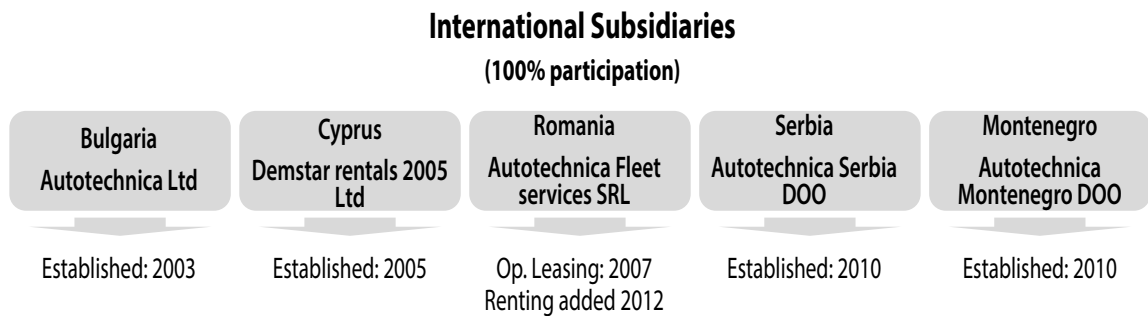 International Subsidiaries
(100% participation)
Bulgaria
Autotechnica Ltd
Cyprus
Demstar rentals 2005
Ltd
Romania
Autotechnica Fleet
services SRL
Serbia
Autotechnica Serbia
DOO
Montenegro
Autotechnica
Montenegro DOO
Established: 2003
Established: 2005
Op. Leasing: 2007
Renting added 2012
Established: 2010
Established: 2010